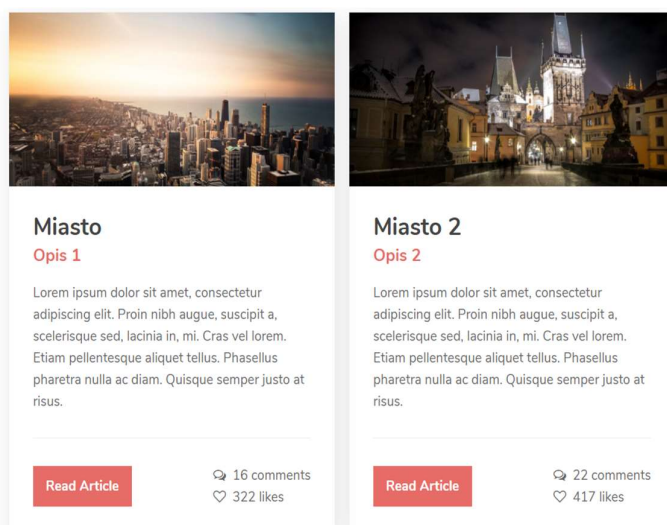 Miasto
Opis 1
Lorem ipsum dolor sit amet, consectetur
adipiscing elit. Proin nibh augue, suscipit a,
scelerisque sed, lacinia in, mi. Cras vel lorem.
Etiam pellentesque aliquet tellus. Phasellus
pharetra nulla ac diam. Quisque semper justo at
risus.
Read Article
16 comments
322 likes
Miasto 2
Opis 2
Lorem ipsum dolor sit amet, consectetur
adipiscing elit. Proin nibh augue, suscipit a,
scelerisque sed, lacinia in, mi. Cras vel lorem.
Etiam pellentesque aliquet tellus. Phasellus
pharetra nulla ac diam. Quisque semper justo at
risus.
Read Article
22 comments
417 likes